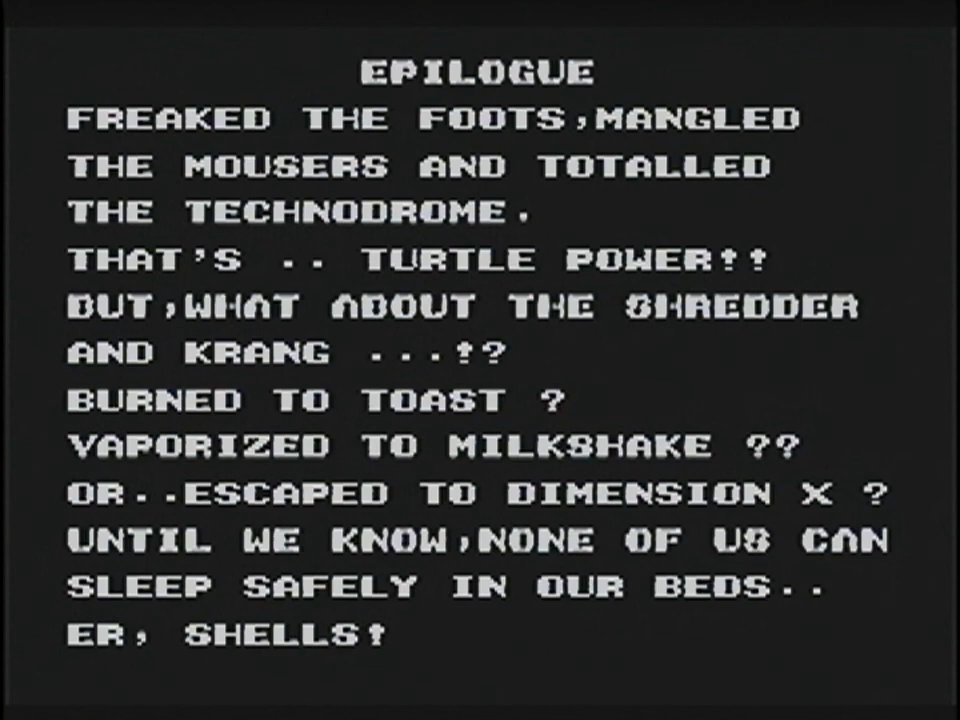 EPILOGUE
FREAKED THE FOOTS,MANGLED
THE MOUSERS AND TOTALLED
THE TECHNODROME.
THAT'S .. TURTLE POWER!!
BUT,WHAT ABOUT THE SHREDDER
AND KRANG ...!?
BURNED TO TOAST ?
VAPORIZED TO MILKSHAKE ??
OR..ESCAPED TO DIMENSION X ?
UNTIL WE KNOW,NONE OF US CAN
SLEEP SAFELY IN OUR BEDS..
ER, SHELLS!